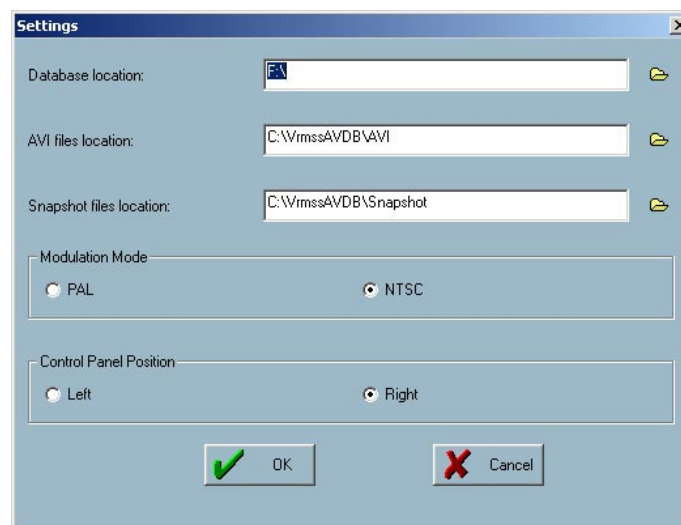 Settings
Database location: F:\
AVI files location: C:\VrmssAVDB\AVI
Snapshot files location: C:\VrmssAVDB\Snapshot
Modulation Mode
PAL NTSC
Control Panel Position
Left Right
OK Cancel